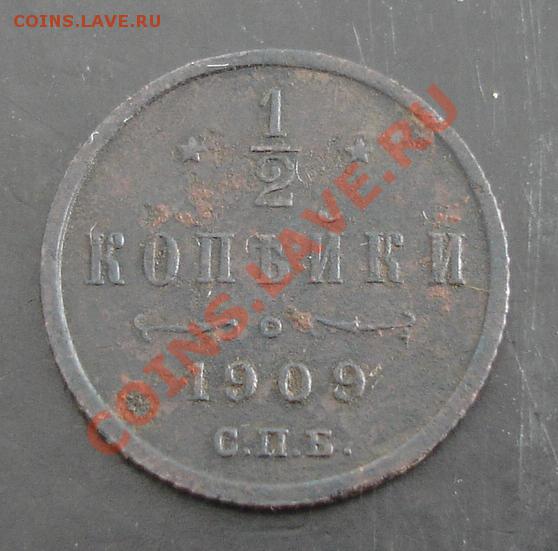 COINS.LAVE.RU
1
2
КОПѢЙКИ
1909
С.П.Б.
COINS.LAVE.RU